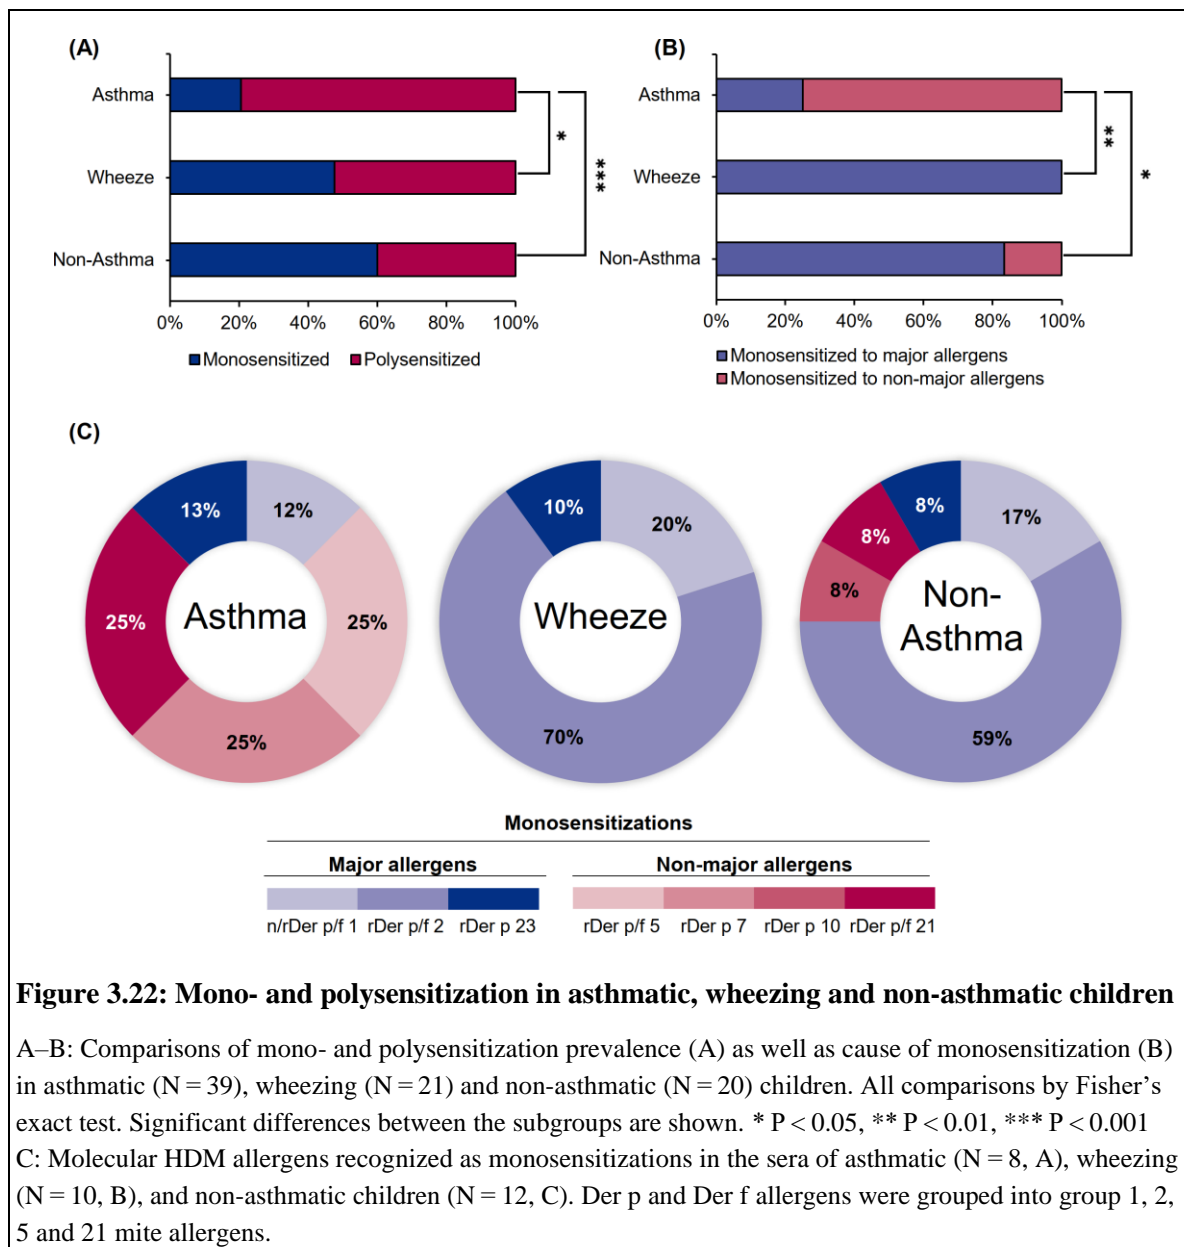 (A)
Asthma
Wheeze
Non-Asthma
*
***
0% 20% 40% 60% 80% 100%
Monosensitized Polysensitized
(B)
Asthma
Wheeze
Non-Asthma
**
*
0% 20% 40% 60% 80% 100%
Monosensitized to major allergens
Monosensitized to non-major allergens
(C)
13% 12%
25% Asthma 25%
25%
10% 20%
Wheeze
70%
8% 17%
8%
8% Non-
Asthma
59%
Monosensitizations
Major allergens Non-major allergens
n/rDer p/f 1 rDer p/f 2 rDer p 23 rDer p/f 5 rDer p 7 rDer p 10 rDer p/f 21
Figure 3.22: Mono- and polysensitization in asthmatic, wheezing and non-asthmatic children
A–B: Comparisons of mono- and polysensitization prevalence (A) as well as cause of monosensitization (B)
in asthmatic (N = 39), wheezing (N = 21) and non-asthmatic (N = 20) children. All comparisons by Fisher's
exact test. Significant differences between the subgroups are shown. * P < 0.05, ** P < 0.01, *** P < 0.001
C: Molecular HDM allergens recognized as monosensitizations in the sera of asthmatic (N = 8, A), wheezing
(N = 10, B), and non-asthmatic children (N = 12, C). Der p and Der f allergens were grouped into group 1, 2,
5 and 21 mite allergens.